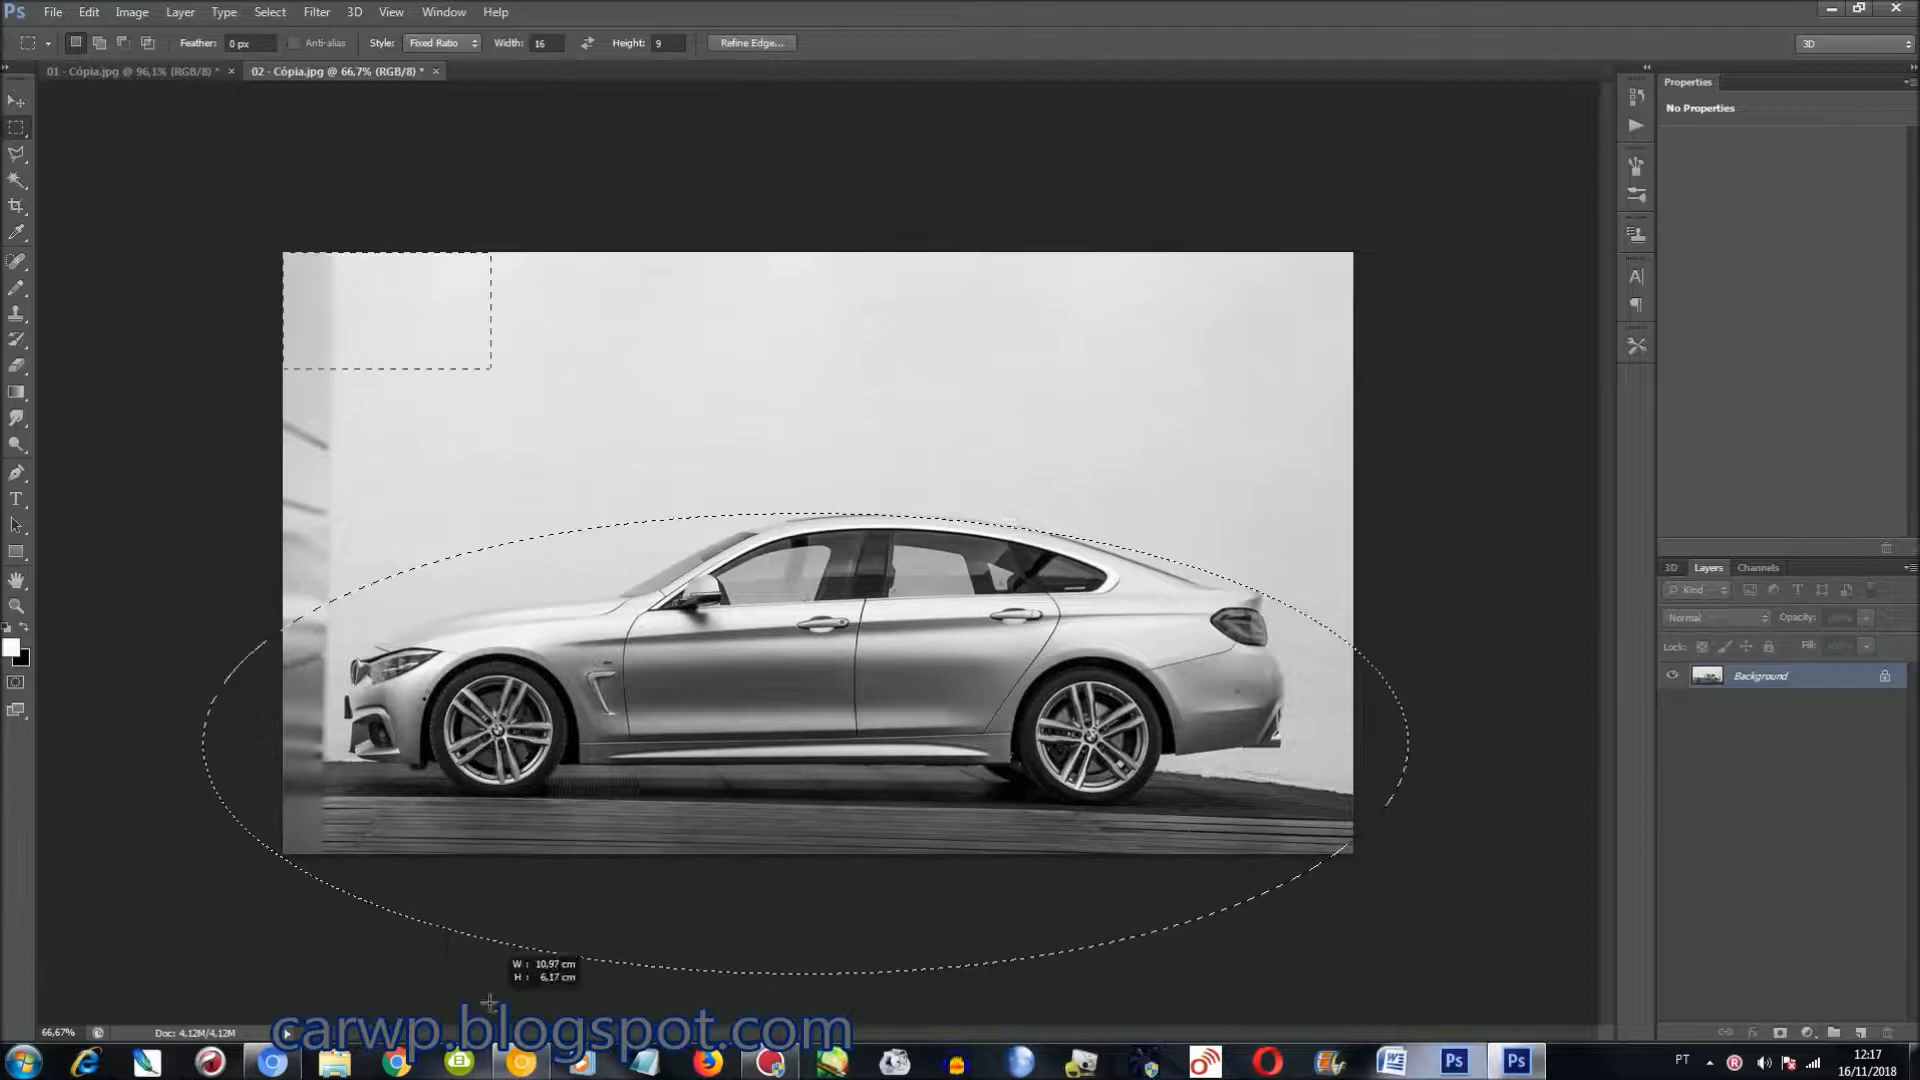 Ps File Edit Image Layer Type Select Filter 3D View Window Help
Feather: 0 px Anti-alias Style: Fixed Ratio Width: 16 Height: 9 Refine Edge... 3D
01 - Cópia.jpg @ 96,1% (RGB/8) * × 02 - Cópia.jpg @ 66,7% (RGB/8) * ×
Properties
No Properties
3D Layers Channels
Kind
Normal Opacity:
Lock: Fill:
Background
W : 10,97 cm
H : 6,17 cm
66,67% Doc: 4,12M/4,12M
carwp.blogspot.com
PT 12:17
16/11/2018